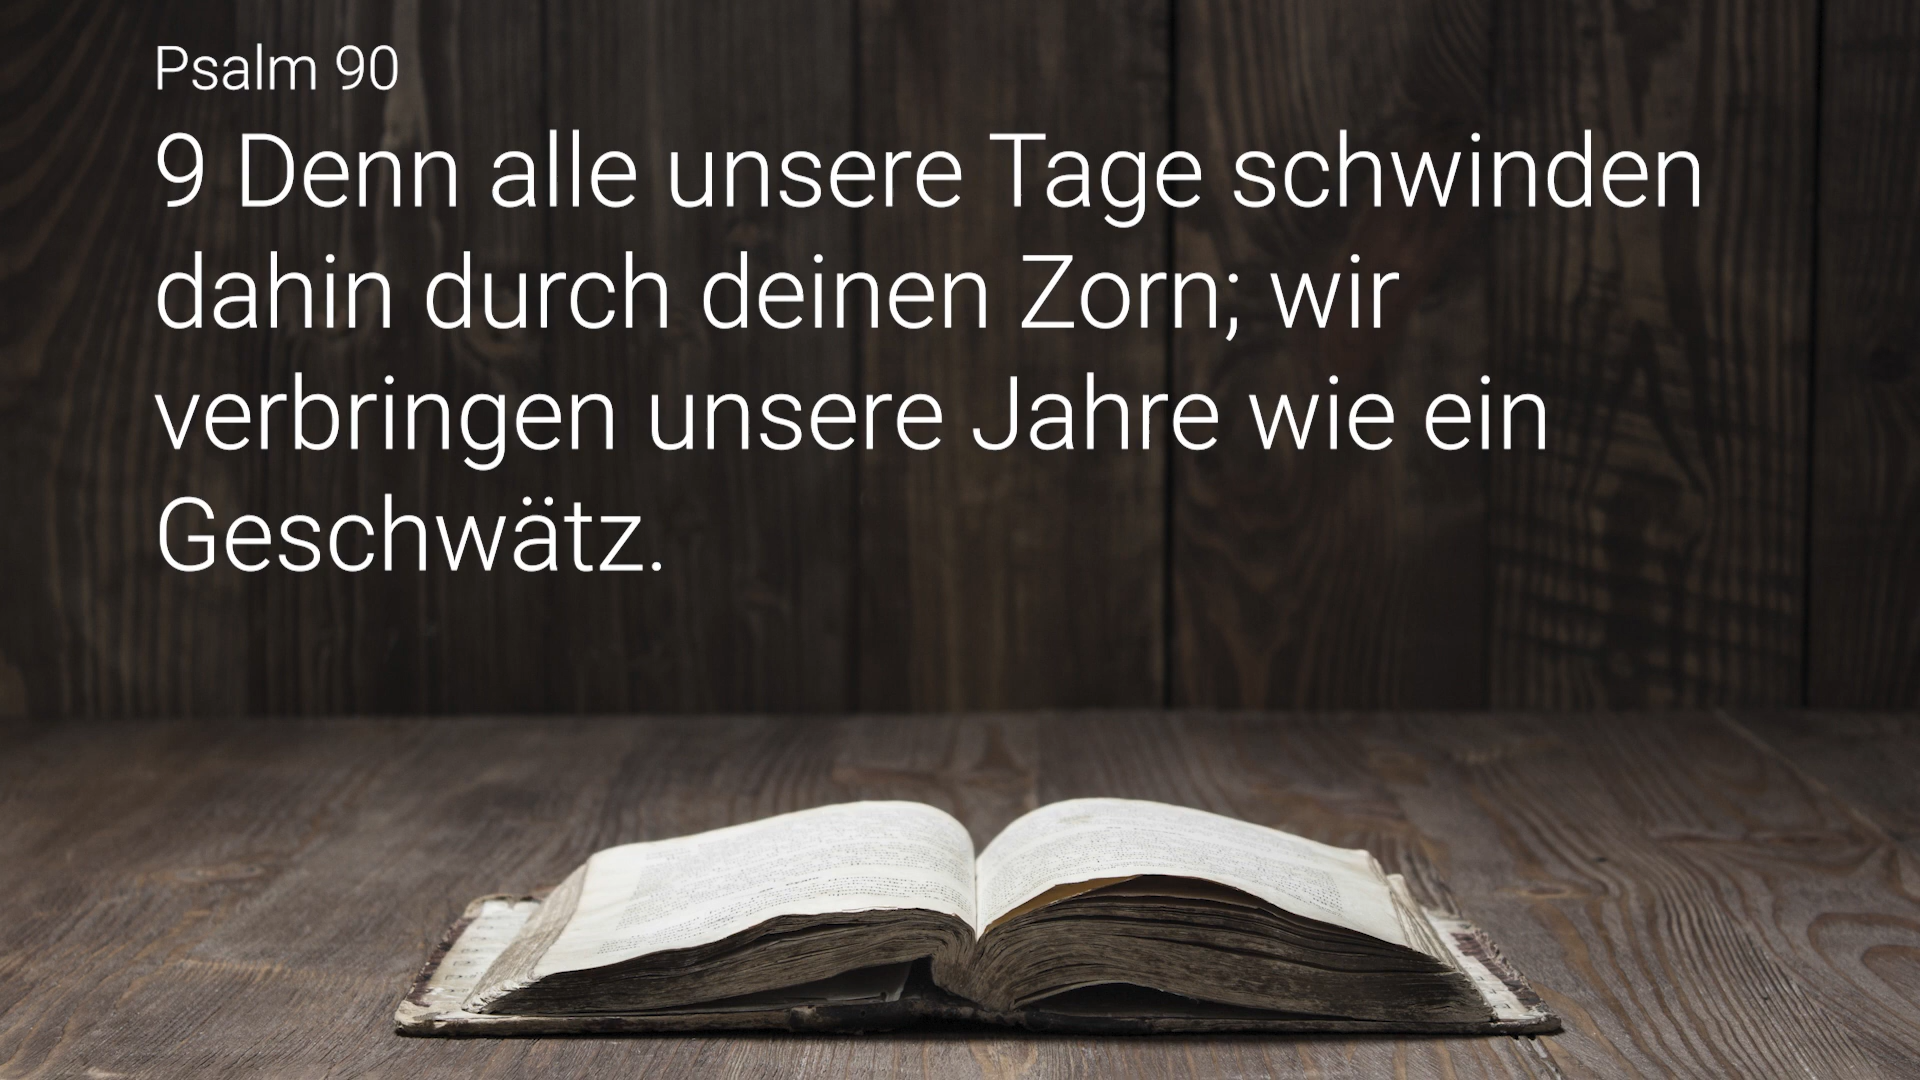 Psalm 90
9 Denn alle unsere Tage schwinden
dahin durch deinen Zorn; wir
verbringen unsere Jahre wie ein
Geschwätz.